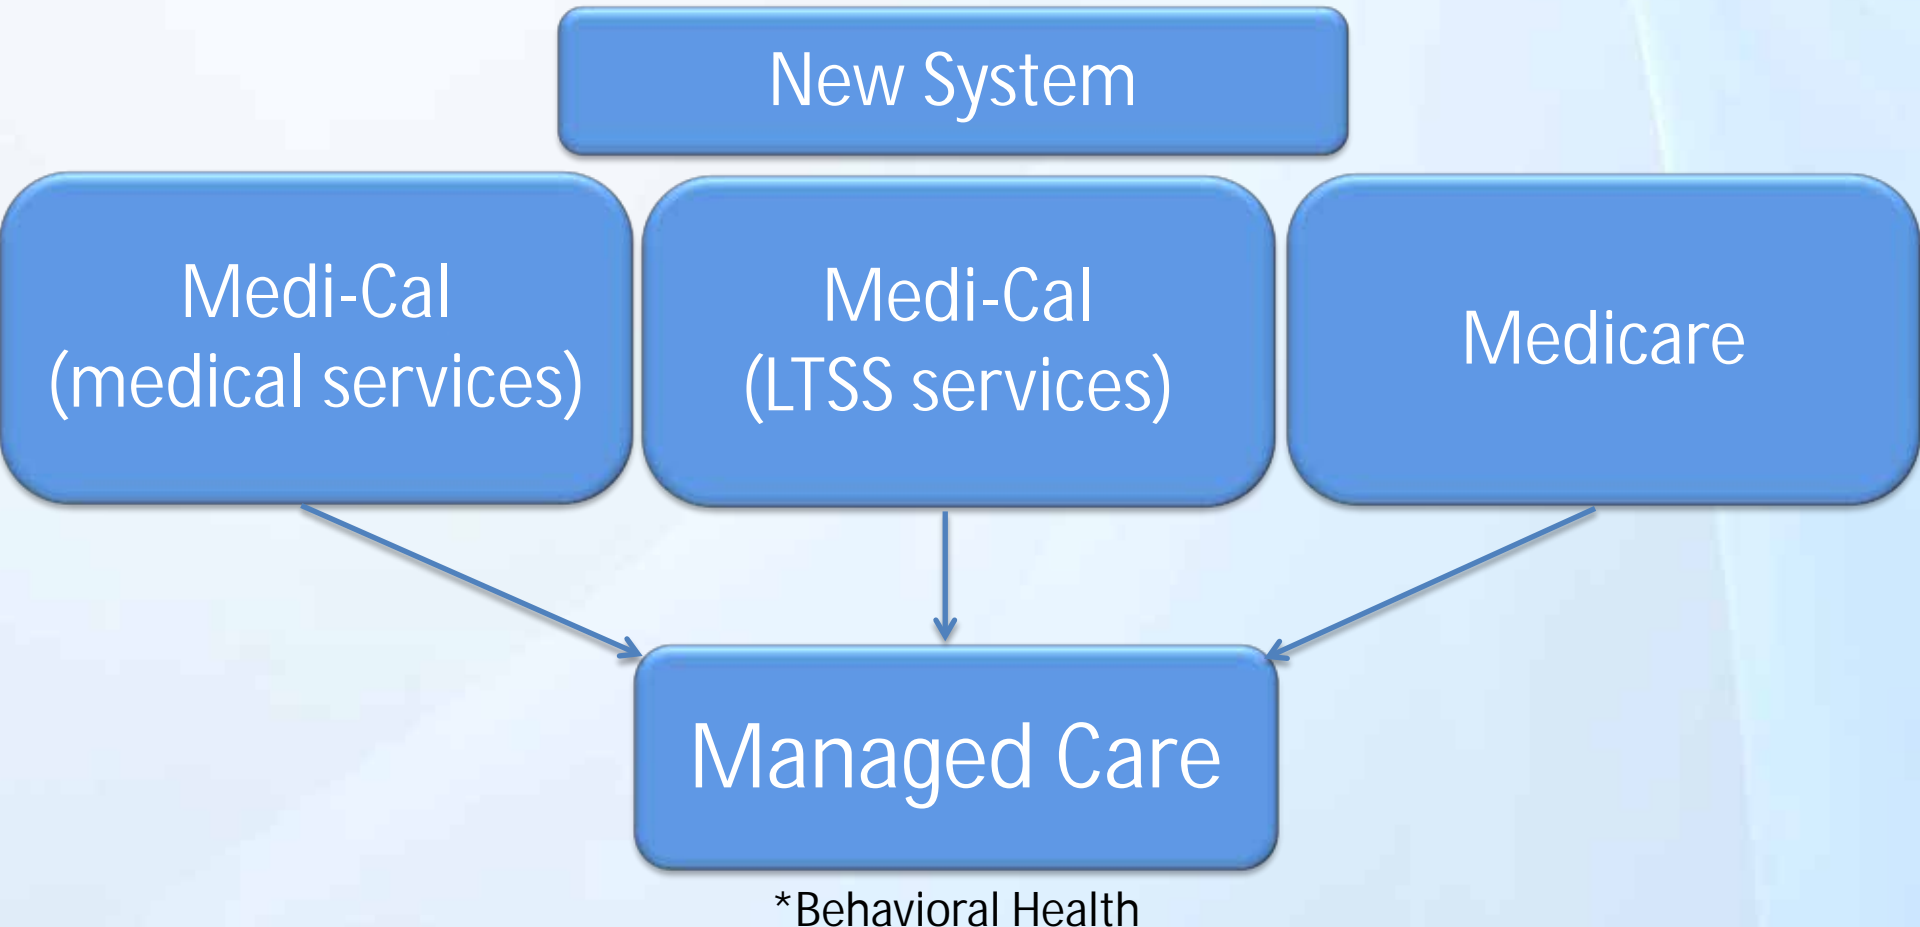 New System
Medi-Cal
(medical services)
Medi-Cal
(LTSS services)
Medicare
Managed Care
*Behavioral Health